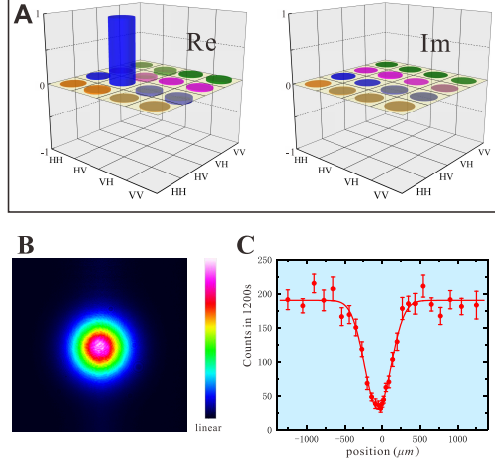 A
Re
Im
1
0
-1
HH
HV
VH
VV
HH
HV
VH
VV
1
0
-1
HH
HV
VH
VV
HH
HV
VH
VV
B
linear
C
250
200
150
100
50
0
Counts in 1200s
-1000
-500
0
500
1000
position (μm)